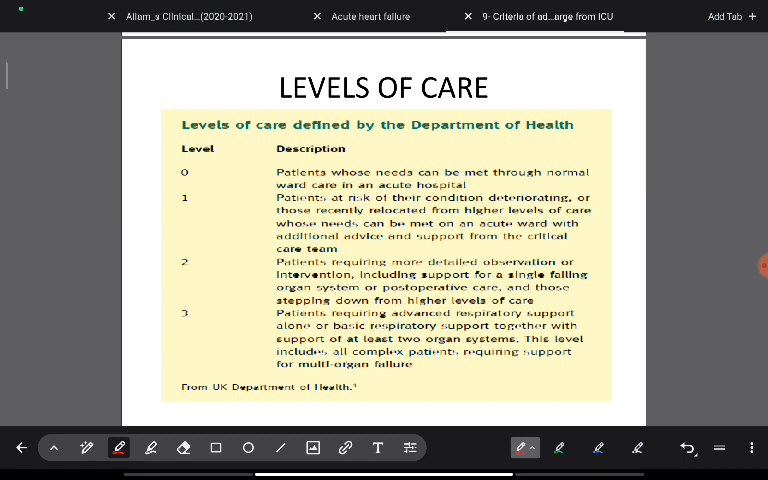 Allam_s Clinical...(2020-2021)
Acute heart failure
9- Criteria of ad...arge from ICU
Add Tab +
LEVELS OF CARE
Levels of care defined by the Department of Health
Level Description
0 Patients whose needs can be met through normal
ward care in an acute hospital
1 Patients at risk of their condition deteriorating, or
those recently relocated from higher levels of care
whose needs can be met on an acute ward with
additional advice and support from the critical
care team
2 Patients requiring more detailed observation or
intervention, including support for a single failing
organ system or postoperative care, and those
stepping down from higher levels of care
3 Patients requiring advanced respiratory support
alone or basic respiratory support together with
support of at least two organ systems. This level
includes all complex patients requiring support
for multi-organ failure
From UK Department of Health.¹
T